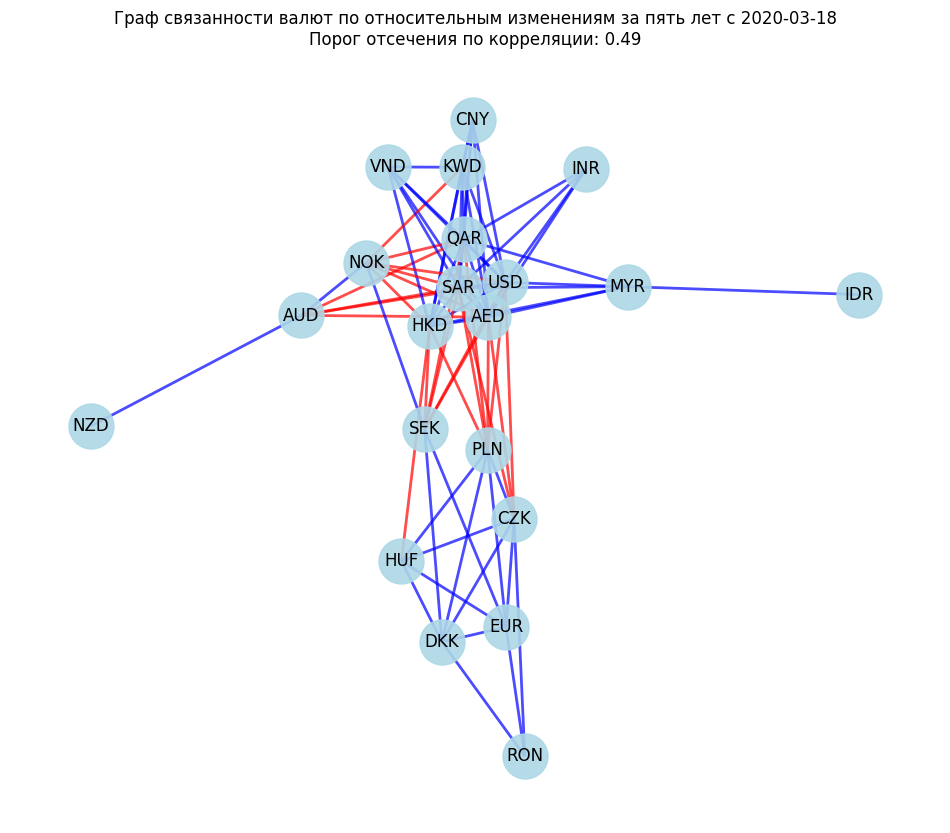 Граф связанности валют по относительным изменениям за пять лет с 2020-03-18
Порог отсечения по корреляции: 0.49
CNY
VND
KWD
INR
QAR
NOK
SAR
USD
MYR
IDR
AUD
HKD
AED
NZD
SEK
PLN
CZK
HUF
DKK
EUR
RON